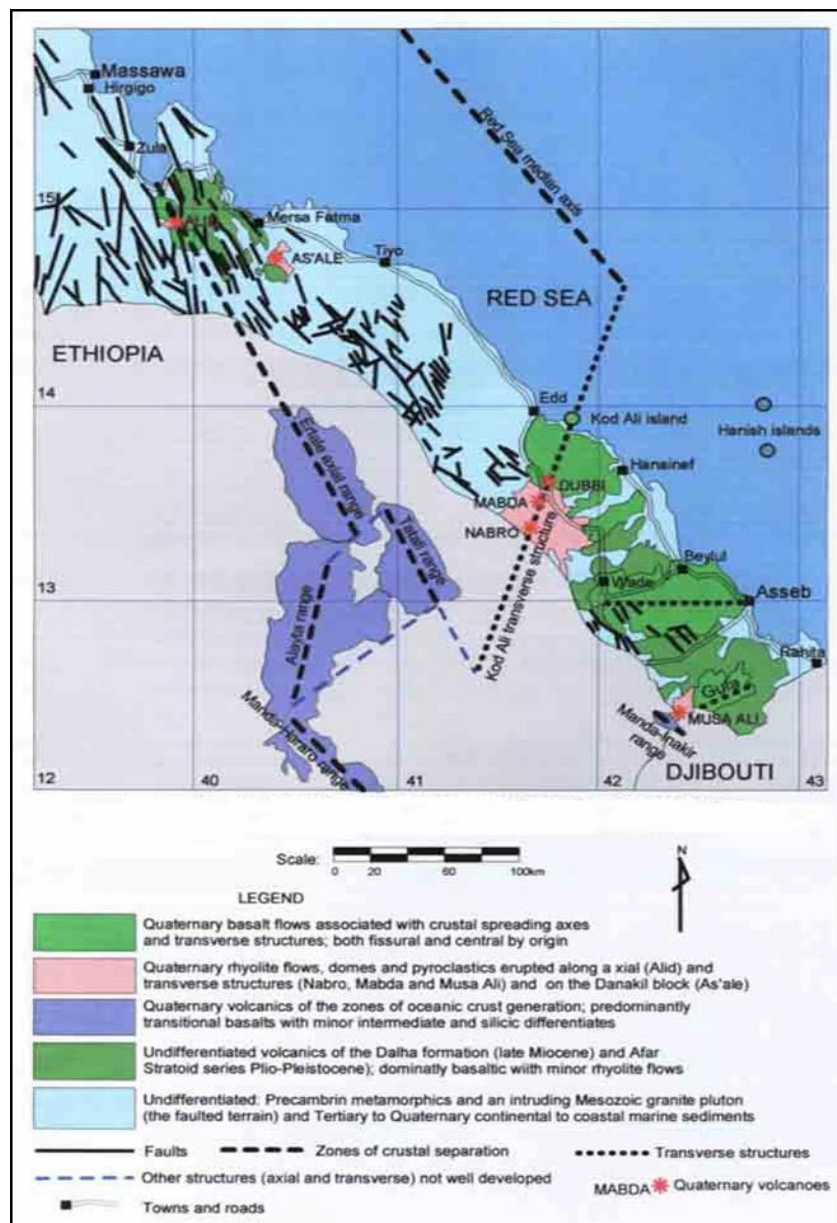 Massawa
Hirgigo
Zula
15
ALID
Mersa Fatma
AS'ALE
Tiyo
Red Sea median axis
RED SEA
ETHIOPIA
14
Edd
Kod Ali island
Hanish islands
Hansinef
Ertale axial range
DUBBI
MABDA
NABRO
Tatali range
Kod Ali transverse structure
Beylul
Wade
13
Asseb
Alayta range
Rahita
Gufa
MUSA ALI
Manda-Hararo range
Manda-Inakir
range
DJIBOUTI
12
40
41
42
43
Scale:
0 20 60 100km
N
LEGEND
Quaternary basalt flows associated with crustal spreading axes
and transverse structures; both fissural and central by origin
Quaternary rhyolite flows, domes and pyroclastics erupted along a xial (Alid) and
transverse structures (Nabro, Mabda and Musa Ali) and on the Danakil block (As'ale)
Quaternary volcanics of the zones of oceanic crust generation; predominantly
transitional basalts with minor intermediate and silicic differentiates
Undifferentiated volcanics of the Dalha formation (late Miocene) and Afar
Stratoid series Plio-Pleistocene); dominatly basaltic wiith minor rhyolite flows
Undifferentiated: Precambrin metamorphics and an intruding Mesozoic granite pluton
(the faulted terrain) and Tertiary to Quaternary continental to coastal marine sediments
Faults
Zones of crustal separation
Transverse structures
Other structures (axial and transverse) not well developed
MABDA Quaternary volcanoes
Towns and roads